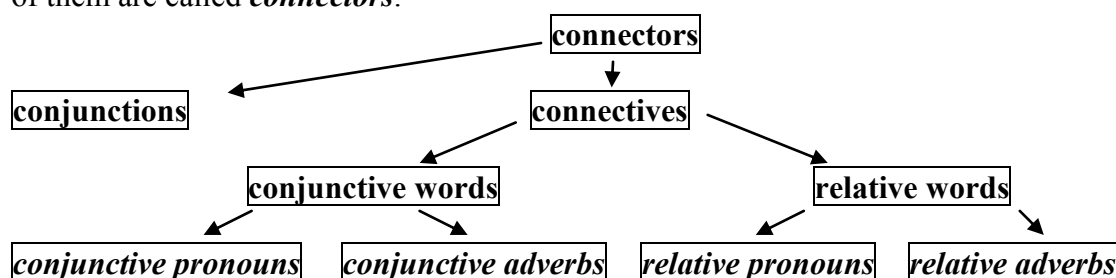 of them are called connectors.
connectors
conjunctions connectives
conjunctive words relative words
conjunctive pronouns conjunctive adverbs relative pronouns relative adverbs